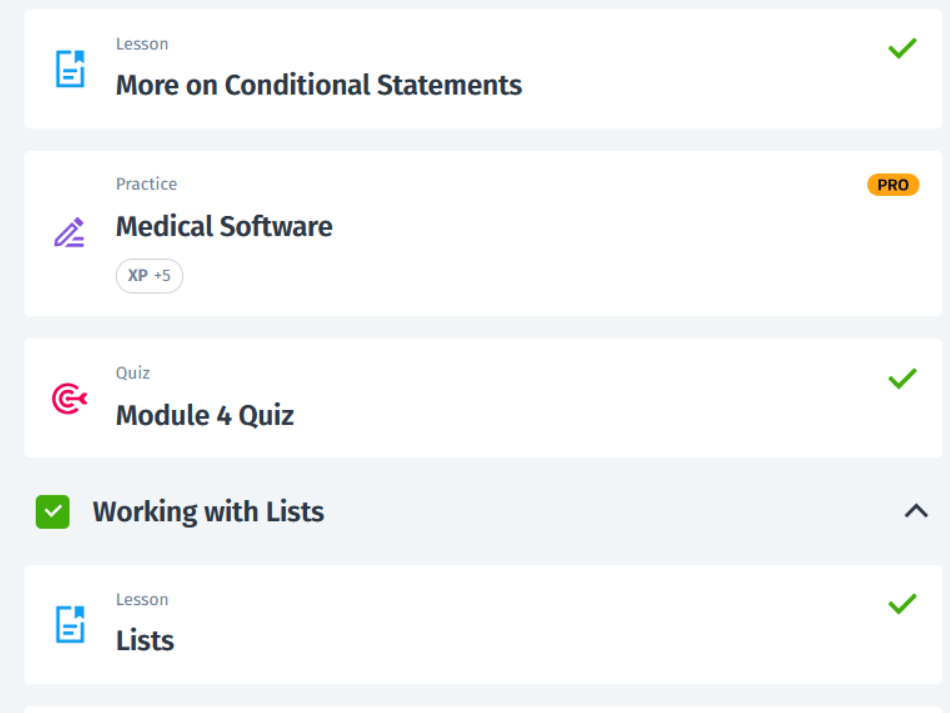 Lesson
More on Conditional Statements
Practice
PRO
Medical Software
XP +5
Quiz
Module 4 Quiz
Working with Lists
Lesson
Lists